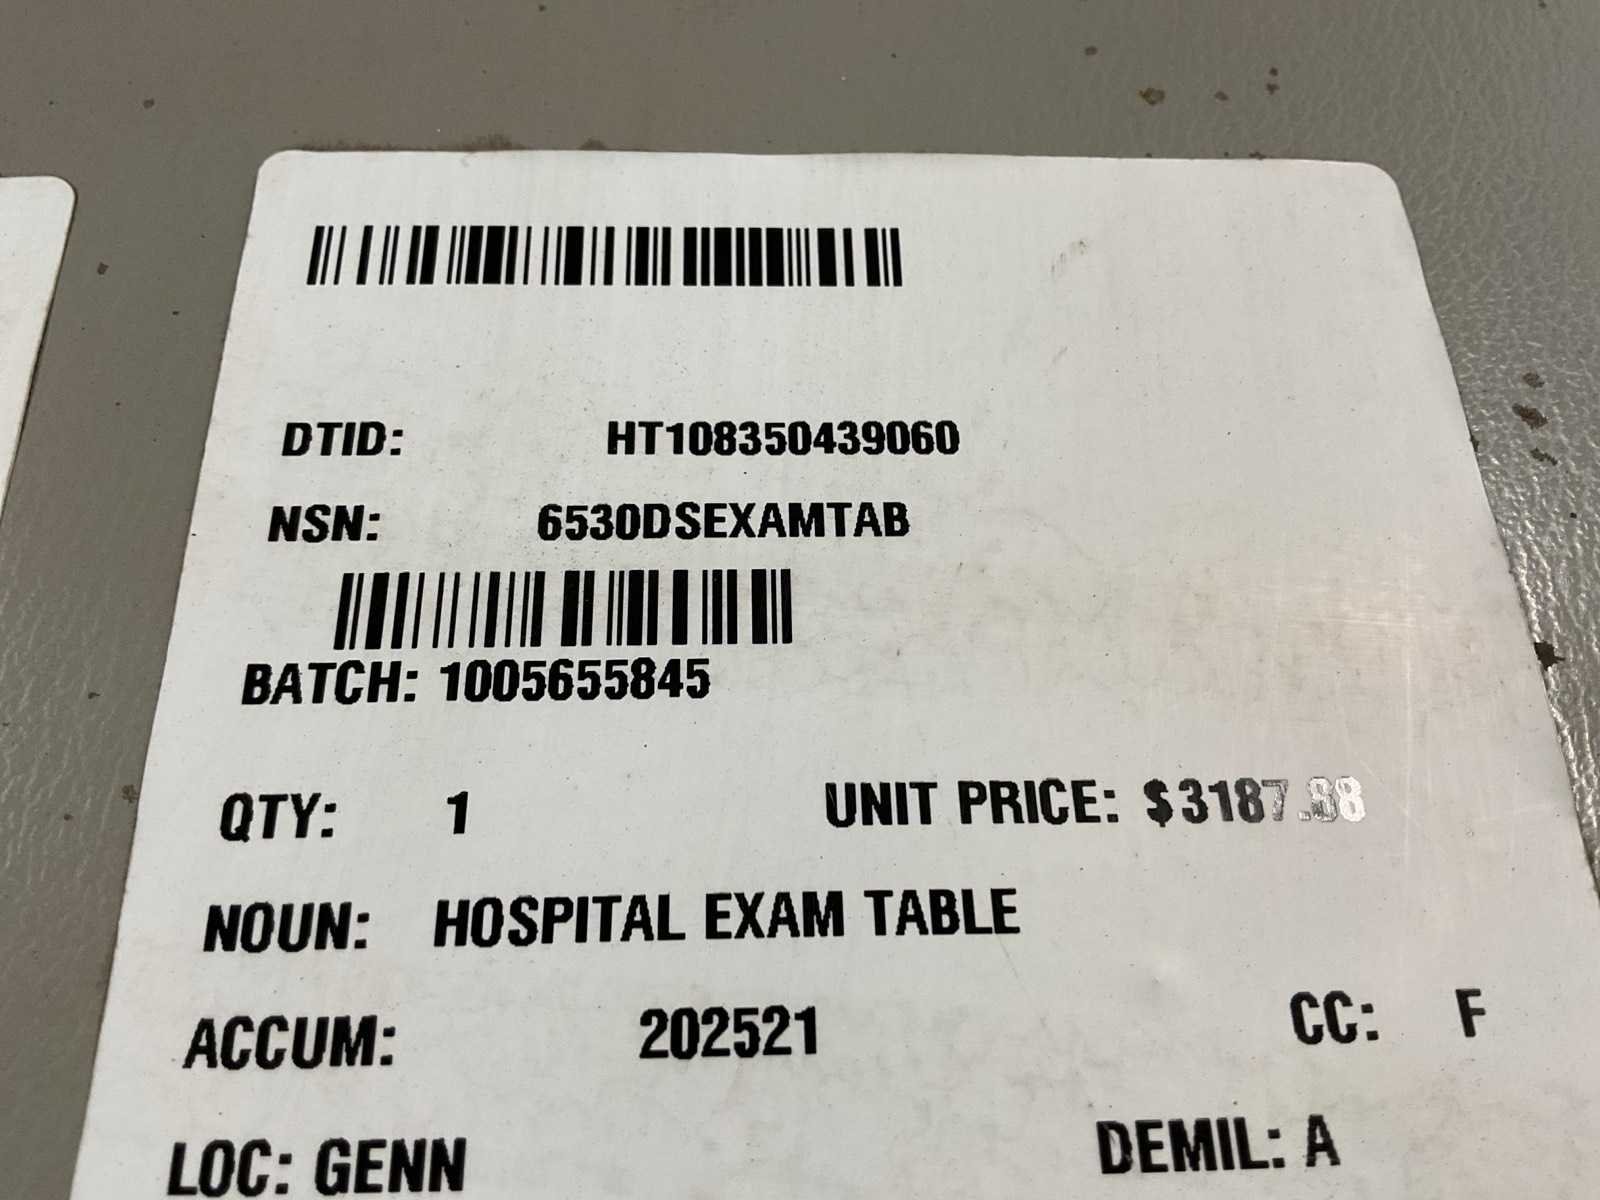 DTID: HT108350439060
NSN: 6530DSEXAMTAB
BATCH: 1005655845
QTY: 1 UNIT PRICE: $3187.88
NOUN: HOSPITAL EXAM TABLE
ACCUM: 202521 CC: F
LOC: GENN DEMIL: A